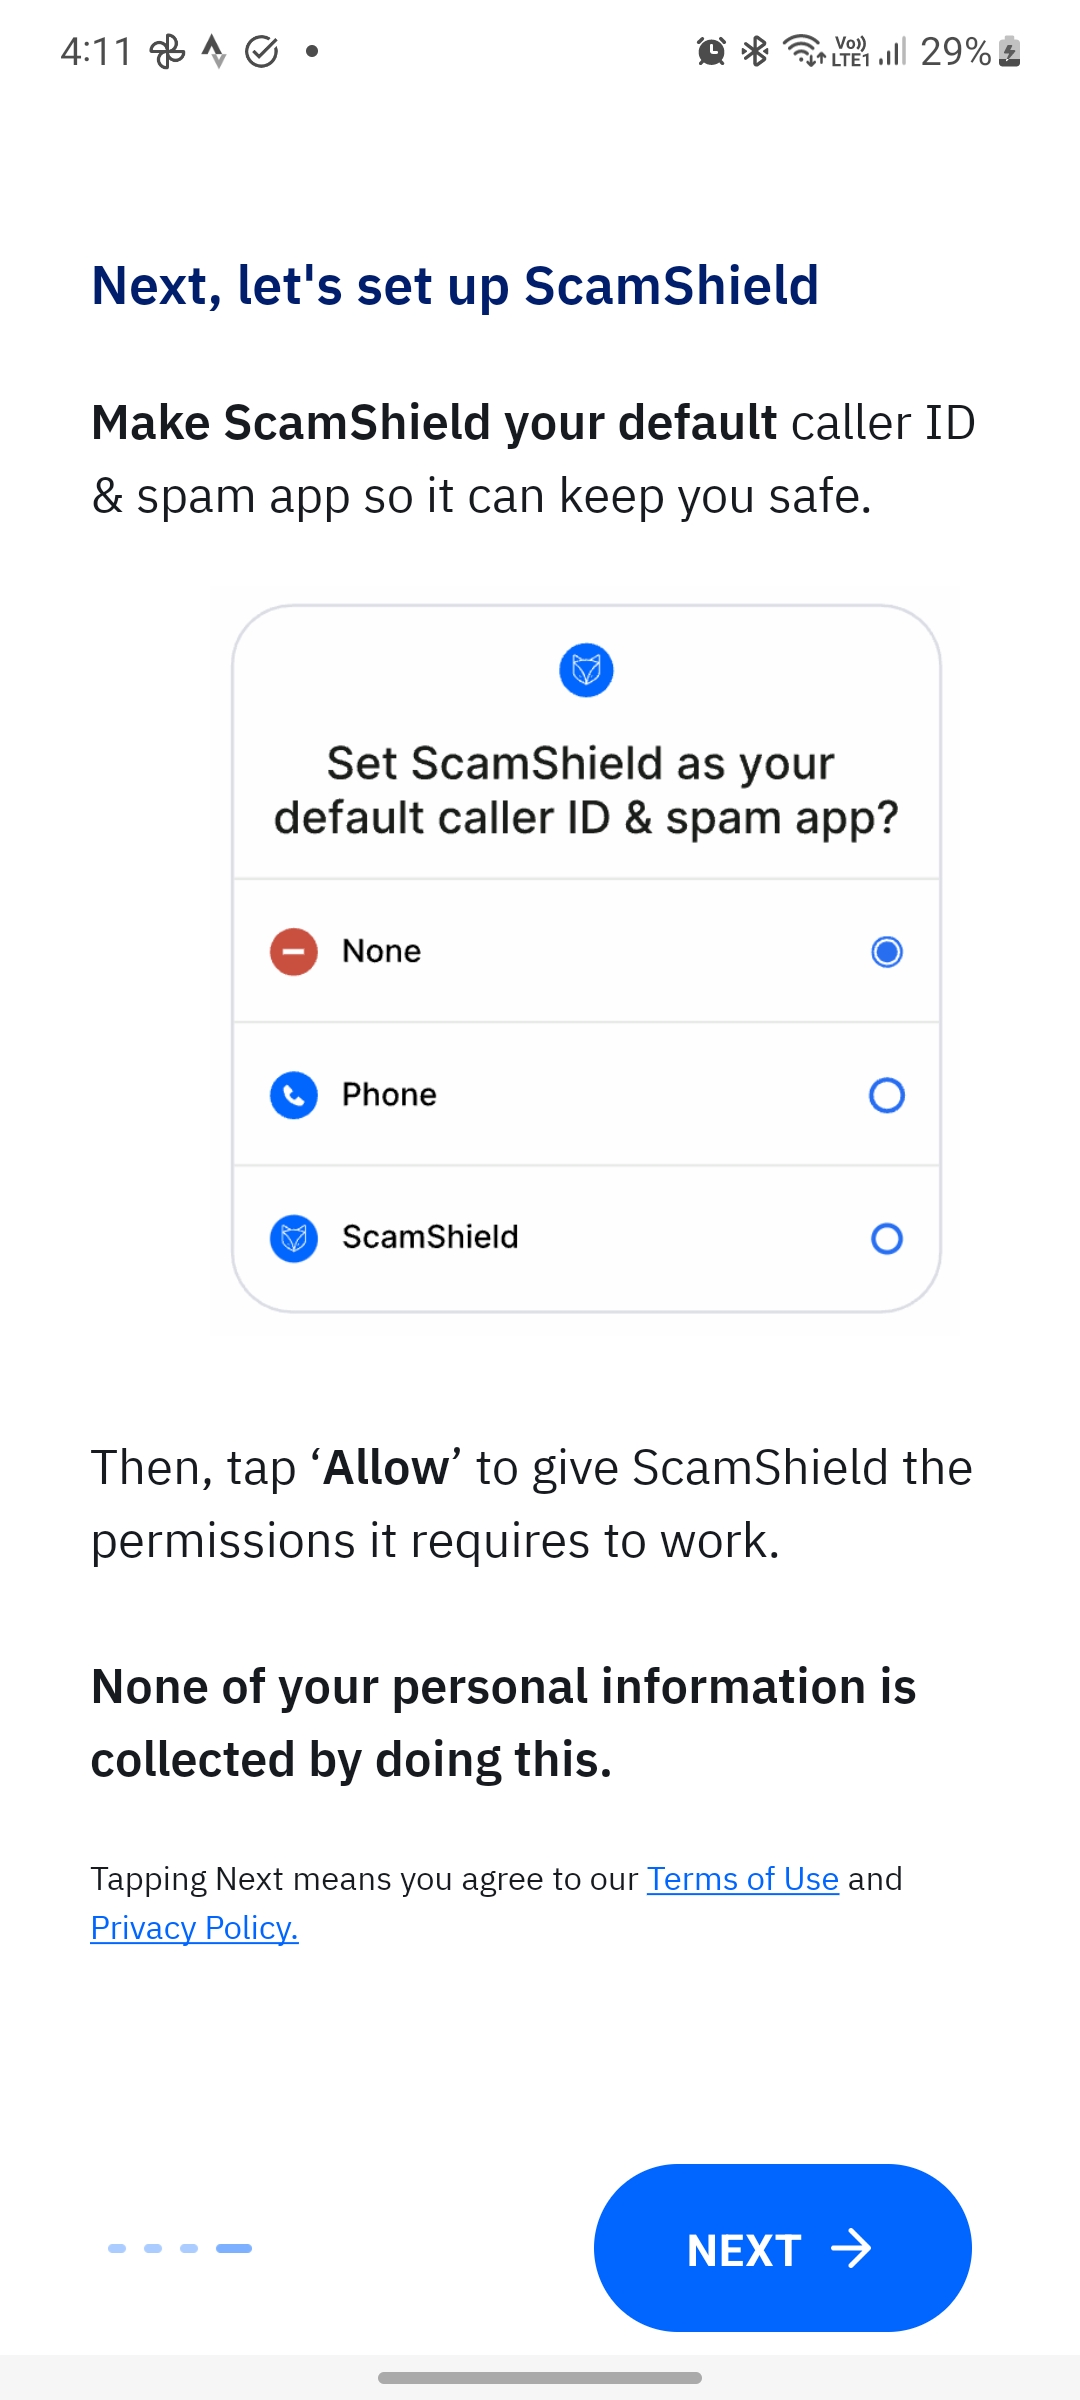 4:11
Vo)) LTE1 29%
Next, let's set up ScamShield
Make ScamShield your default caller ID
& spam app so it can keep you safe.
Set ScamShield as your
default caller ID & spam app?
None
Phone
ScamShield
Then, tap ‘Allow’ to give ScamShield the
permissions it requires to work.
None of your personal information is
collected by doing this.
Tapping Next means you agree to our Terms of Use and
Privacy Policy.
NEXT